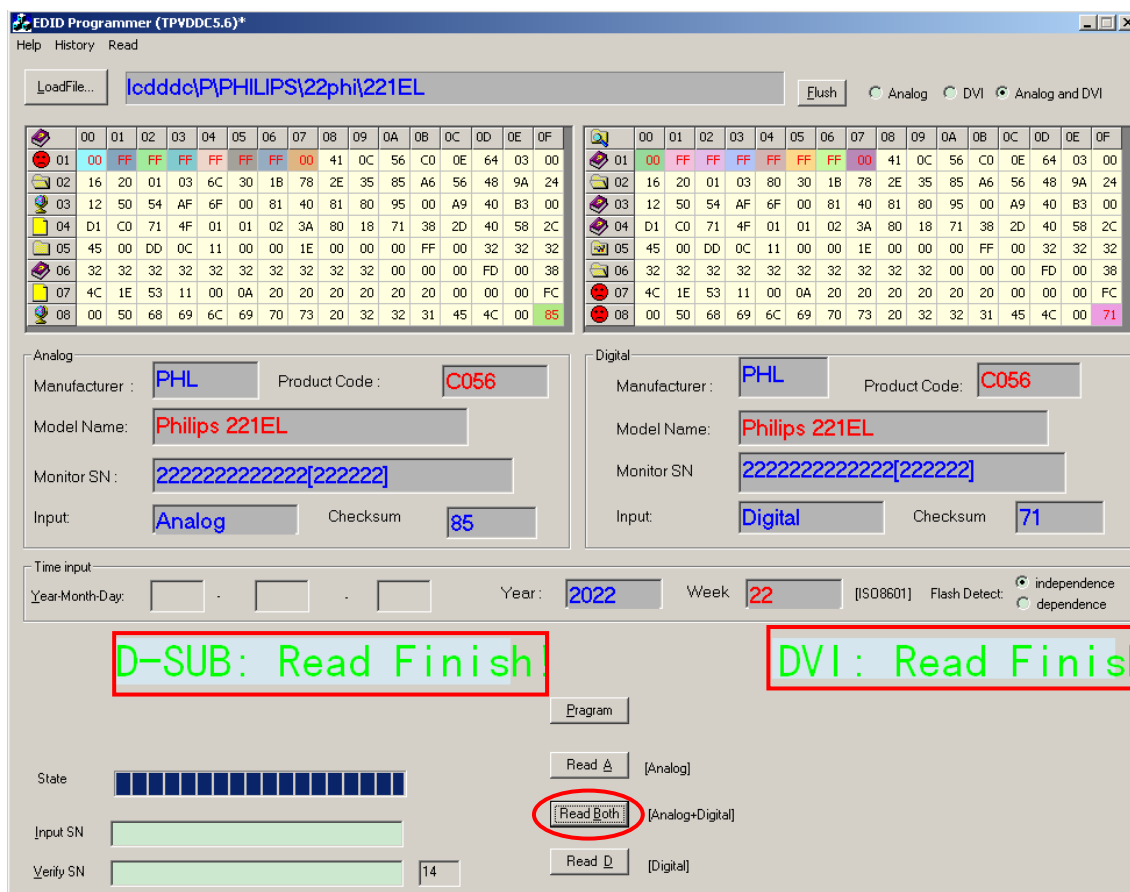 EDID Programmer (TPVDDC5.6)*
Help History Read
LoadFile... lcdddc\P\PHILIPS\22phi\221EL Flush Analog DVI Analog and DVI
00 01 02 03 04 05 06 07 08 09 0A 0B 0C 0D 0E 0F
01 00 FF FF FF FF FF FF 00 41 0C 56 C0 0E 64 03 00
02 16 20 01 03 6C 30 1B 78 2E 35 85 A6 56 48 9A 24
03 12 50 54 AF 6F 00 81 40 81 80 95 00 A9 40 B3 00
04 D1 C0 71 4F 01 01 02 3A 80 18 71 38 2D 40 58 2C
05 45 00 DD 0C 11 00 00 1E 00 00 00 FF 00 32 32 32
06 32 32 32 32 32 32 32 32 32 32 00 00 00 FD 00 38
07 4C 1E 53 11 00 0A 20 20 20 20 20 20 00 00 00 FC
08 00 50 68 69 6C 69 70 73 20 32 32 31 45 4C 00 85
00 01 02 03 04 05 06 07 08 09 0A 0B 0C 0D 0E 0F
01 00 FF FF FF FF FF FF 00 41 0C 56 C0 0E 64 03 00
02 16 20 01 03 80 30 1B 78 2E 35 85 A6 56 48 9A 24
03 12 50 54 AF 6F 00 81 40 81 80 95 00 A9 40 B3 00
04 D1 C0 71 4F 01 01 02 3A 80 18 71 38 2D 40 58 2C
05 45 00 DD 0C 11 00 00 1E 00 00 00 FF 00 32 32 32
06 32 32 32 32 32 32 32 32 32 32 00 00 00 FD 00 38
07 4C 1E 53 11 00 0A 20 20 20 20 20 20 00 00 00 FC
08 00 50 68 69 6C 69 70 73 20 32 32 31 45 4C 00 71
Analog
Manufacturer : PHL Product Code : C056
Model Name: Philips 221EL
Monitor SN : 2222222222222[222222]
Input: Analog Checksum 85
Digital
Manufacturer : PHL Product Code: C056
Model Name: Philips 221EL
Monitor SN 2222222222222[222222]
Input: Digital Checksum 71
Time input
Year-Month-Day: - - Year : 2022 Week 22 [ISO8601] Flash Detect: independence
dependence
D-SUB: Read Finish! DVI: Read Finis
Pragram
Read A [Analog]
State
Read Both [Analog+Digital]
Input SN
Read D [Digital]
Verify SN 14